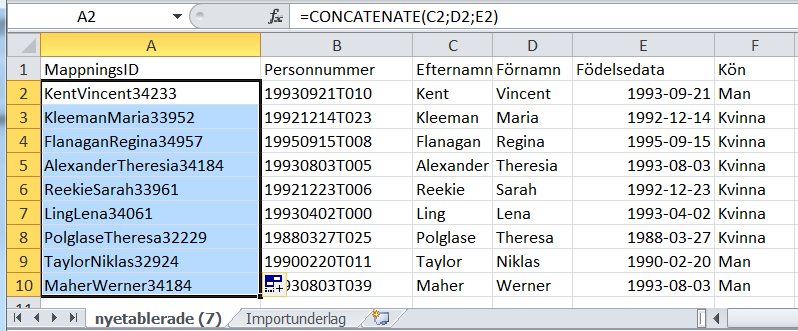 A2 fx =CONCATENATE(C2;D2;E2)
A B C D E F
1 MappningsID Personnummer Efternamn Förnamn Födelsedata Kön
2 KentVincent34233 19930921T010 Kent Vincent 1993-09-21 Man
3 KleemanMaria33952 19921214T023 Kleeman Maria 1992-12-14 Kvinna
4 FlanaganRegina34957 19950915T008 Flanagan Regina 1995-09-15 Kvinna
5 AlexanderTheresia34184 19930803T005 Alexander Theresia 1993-08-03 Kvinna
6 ReekieSarah33961 19921223T006 Reekie Sarah 1992-12-23 Kvinna
7 LingLena34061 19930402T000 Ling Lena 1993-04-02 Kvinna
8 PolglaseTheresa32229 19880327T025 Polglase Theresa 1988-03-27 Kvinna
9 TaylorNiklas32924 19900220T011 Taylor Niklas 1990-02-20 Man
10 MaherWerner34184 930803T039 Maher Werner 1993-08-03 Man
nyetablerade (7) Importunderlag